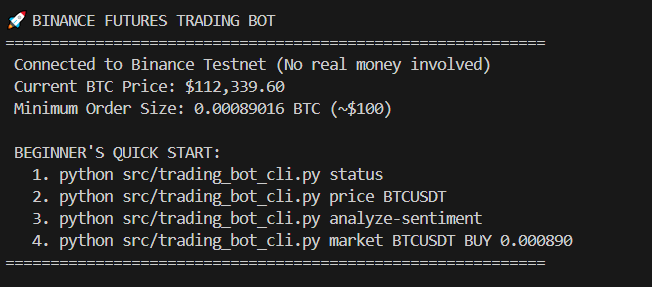 🚀 BINANCE FUTURES TRADING BOT
============================================================
Connected to Binance Testnet (No real money involved)
Current BTC Price: $112,339.60
Minimum Order Size: 0.00089016 BTC (~$100)
BEGINNER'S QUICK START:
1. python src/trading_bot_cli.py status
2. python src/trading_bot_cli.py price BTCUSDT
3. python src/trading_bot_cli.py analyze-sentiment
4. python src/trading_bot_cli.py market BTCUSDT BUY 0.000890
============================================================